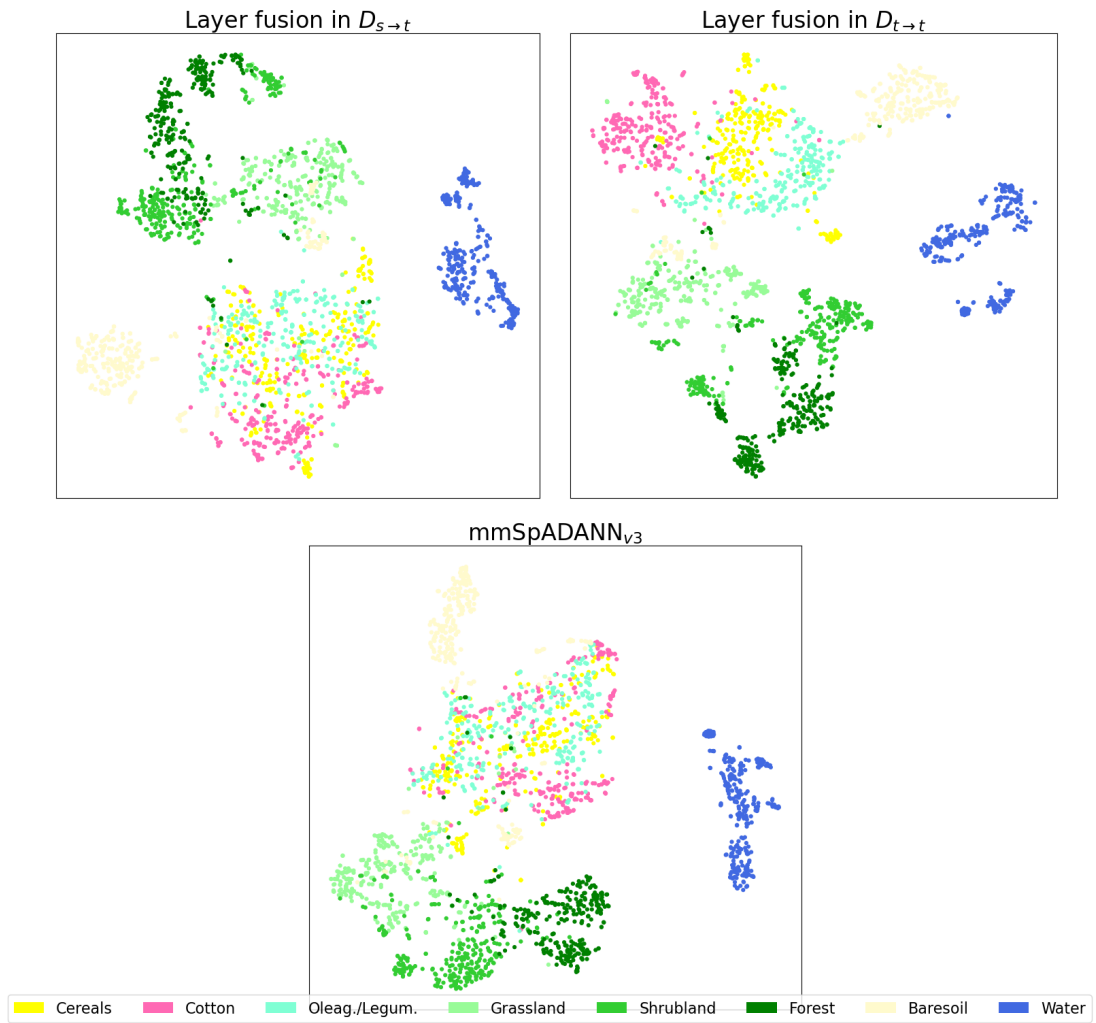 Layer fusion in D_{s→t}
Layer fusion in D_{t→t}
mmSpADANN_{v3}
Cereals Cotton Oleag./Legum. Grassland Shrubland Forest Baresoil Water